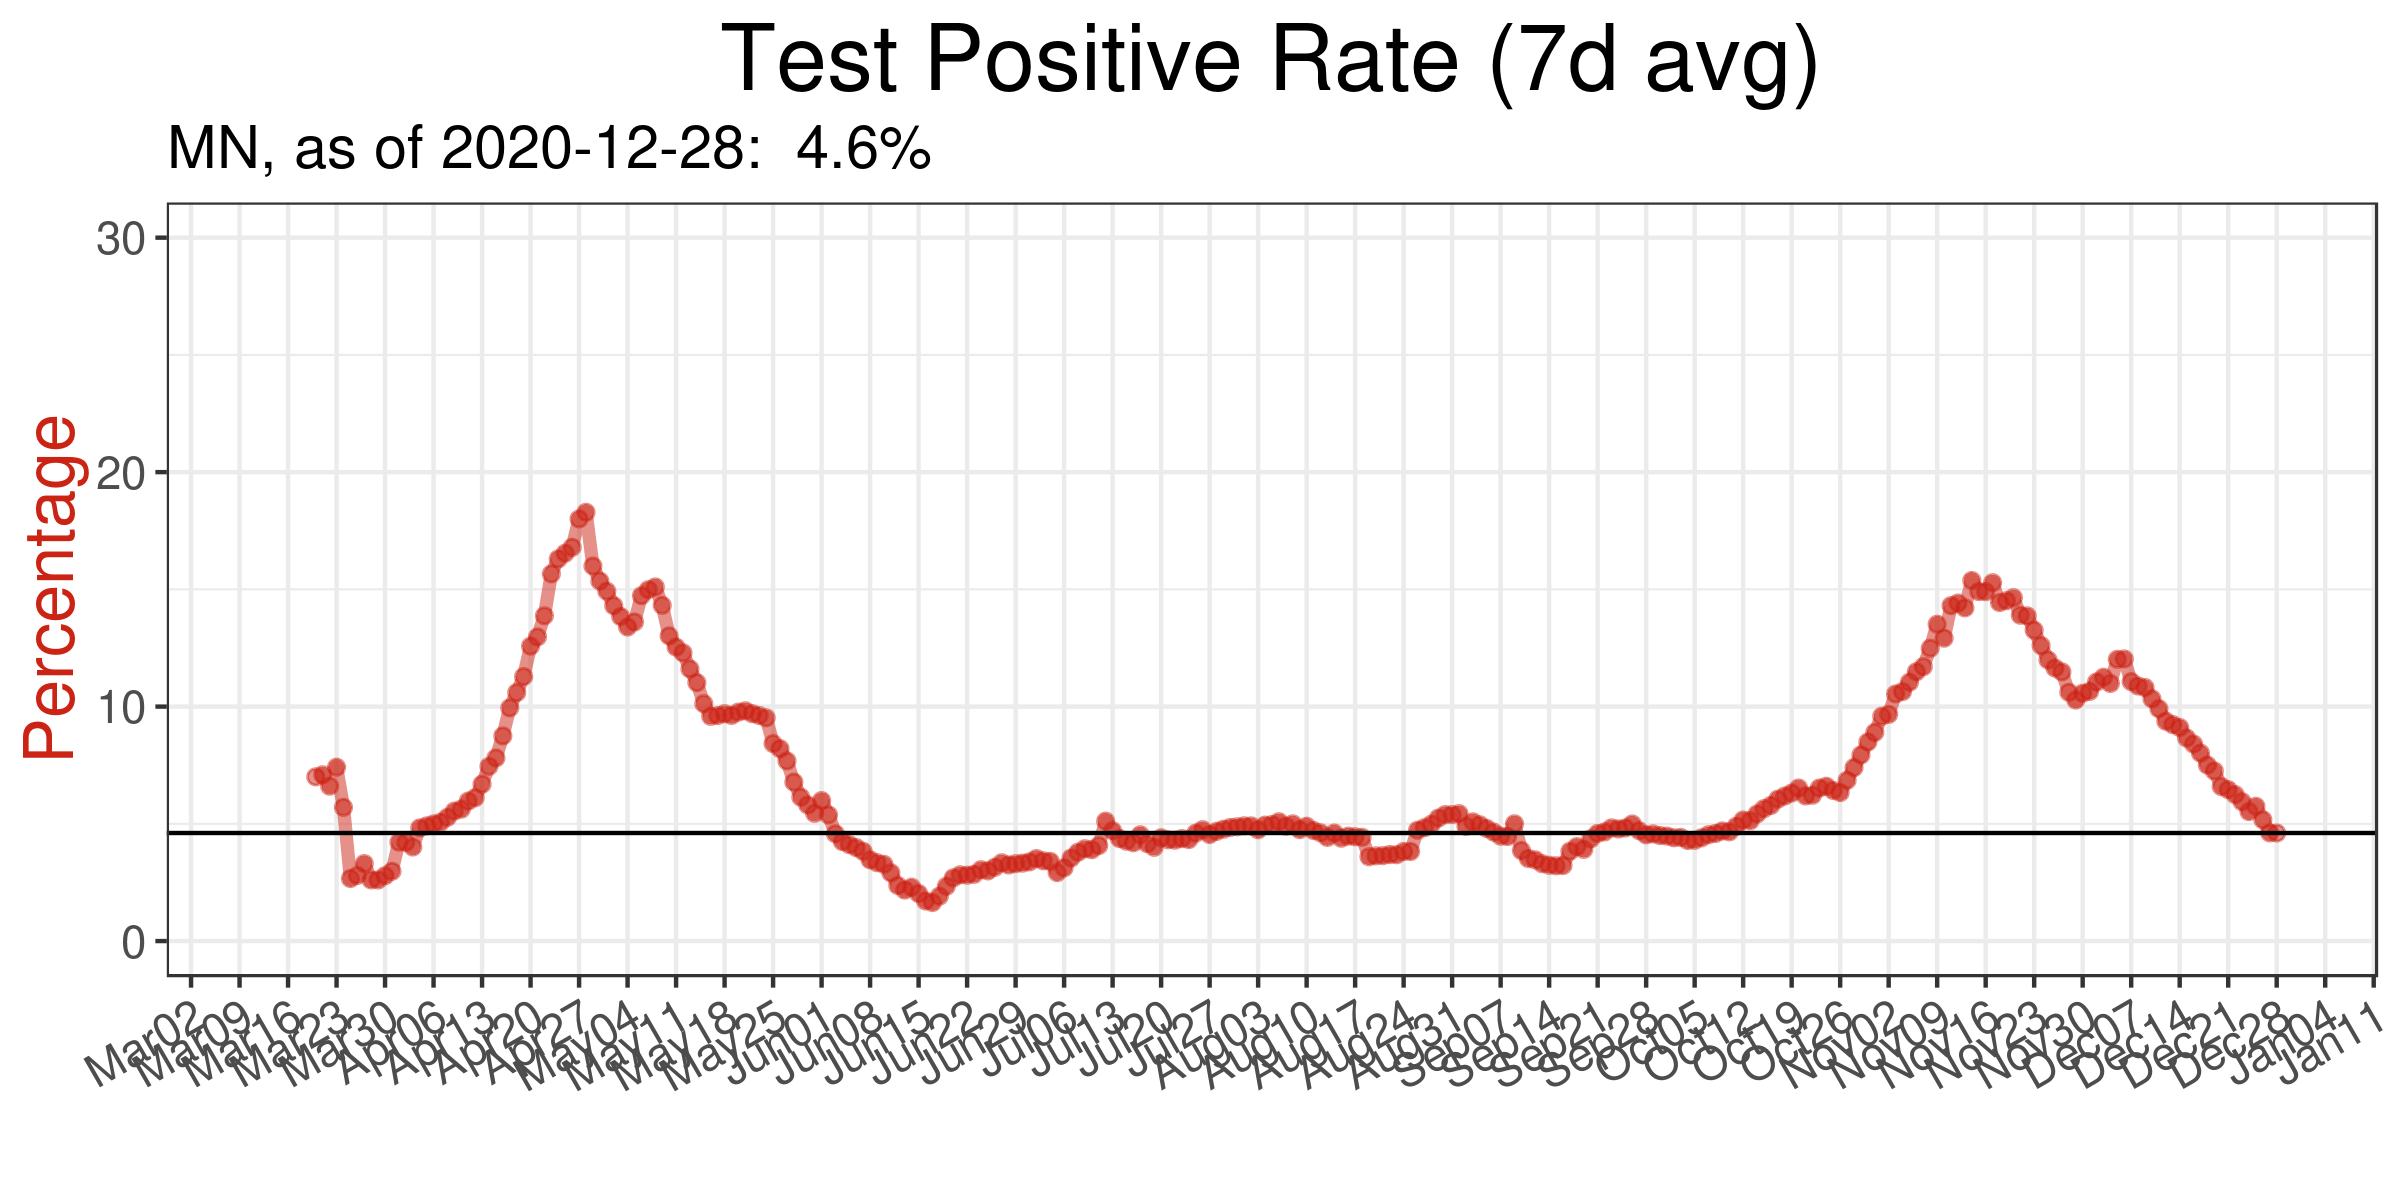 Test Positive Rate (7d avg)
MN, as of 2020-12-28:  4.6%
Percentage
30
20
10
0
Mar02
Mar09
Mar16
Mar23
Mar30
Apr06
Apr13
Apr20
Apr27
May04
May11
May18
May25
Jun01
Jun08
Jun15
Jun22
Jun29
Jul06
Jul13
Jul20
Jul27
Aug03
Aug10
Aug17
Aug24
Aug31
Sep07
Sep14
Sep21
Sep28
Oct05
Oct12
Oct19
Oct26
Nov02
Nov09
Nov16
Nov23
Nov30
Dec07
Dec14
Dec21
Dec28
Jan04
Jan11